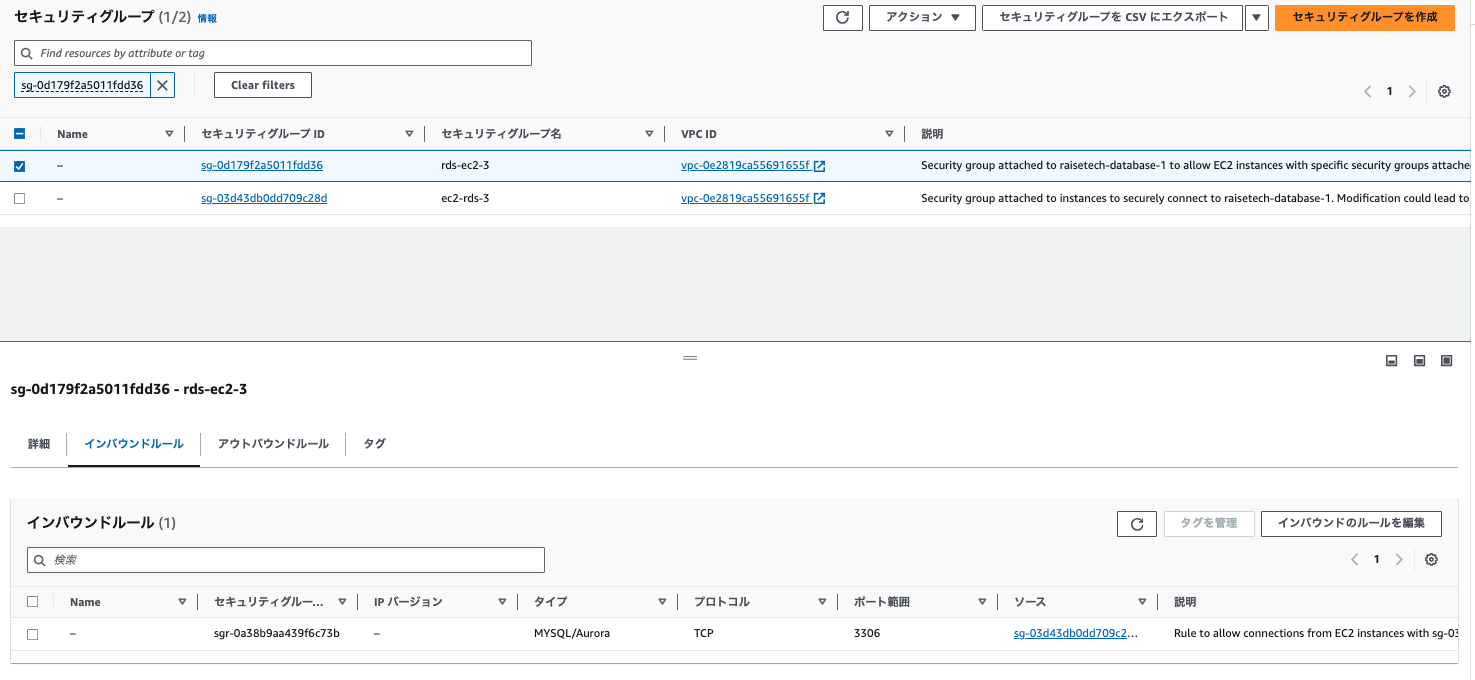 セキュリティグループ (1/2) 情報
アクション
セキュリティグループを CSV にエクスポート
セキュリティグループを作成
Find resources by attribute or tag
sg-0d179f2a5011fdd36
Clear filters
1
Name セキュリティグループ ID セキュリティグループ名 VPC ID 説明
– sg-0d179f2a5011fdd36 rds-ec2-3 vpc-0e2819ca55691655f Security group attached to raisetech-database-1 to allow EC2 instances with specific security groups attache
– sg-03d43db0dd709c28d ec2-rds-3 vpc-0e2819ca55691655f Security group attached to instances to securely connect to raisetech-database-1. Modification could lead to
sg-0d179f2a5011fdd36 - rds-ec2-3
詳細 インバウンドルール アウトバウンドルール タグ
インバウンドルール (1)
タグを管理
インバウンドのルールを編集
検索
1
Name セキュリティグルー... IP バージョン タイプ プロトコル ポート範囲 ソース 説明
– sgr-0a38b9aa439f6c73b – MYSQL/Aurora TCP 3306 sg-03d43db0dd709c2... Rule to allow connections from EC2 instances with sg-03